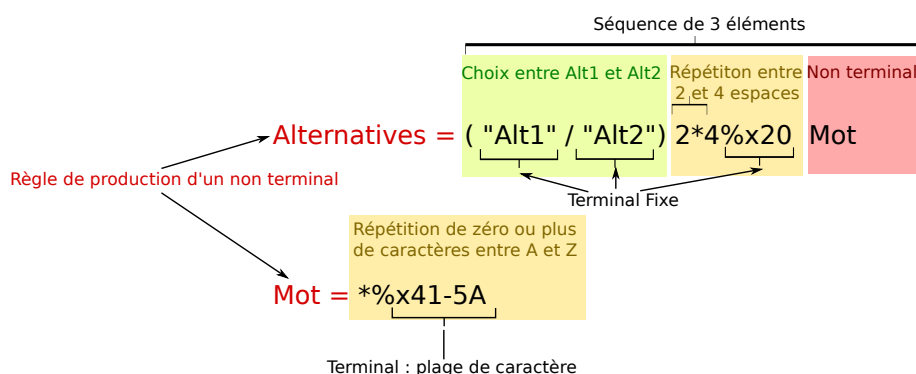 Séquence de 3 éléments
Choix entre Alt1 et Alt2
Répétiton entre
2 et 4 espaces
Non terminal
Alternatives = ( "Alt1" / "Alt2") 2*4%x20 Mot
Règle de production d'un non terminal
Terminal Fixe
Répétition de zéro ou plus
de caractères entre A et Z
Mot = *%x41-5A
Terminal : plage de caractère